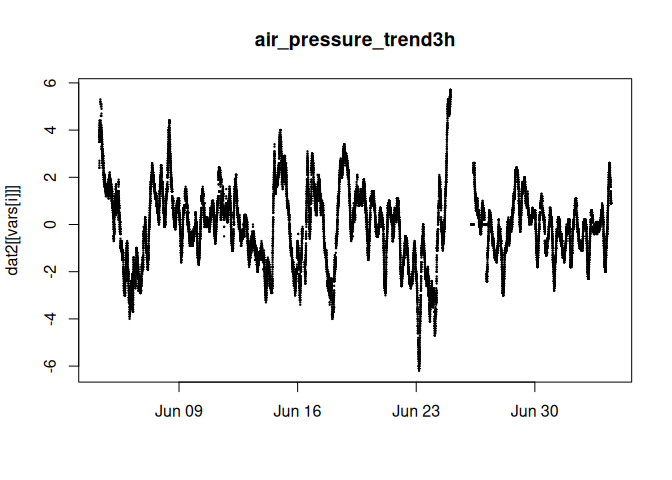 air_pressure_trend3h
dat2[[vars[i]]]
6
4
2
0
-2
-4
-6
Jun 09
Jun 16
Jun 23
Jun 30